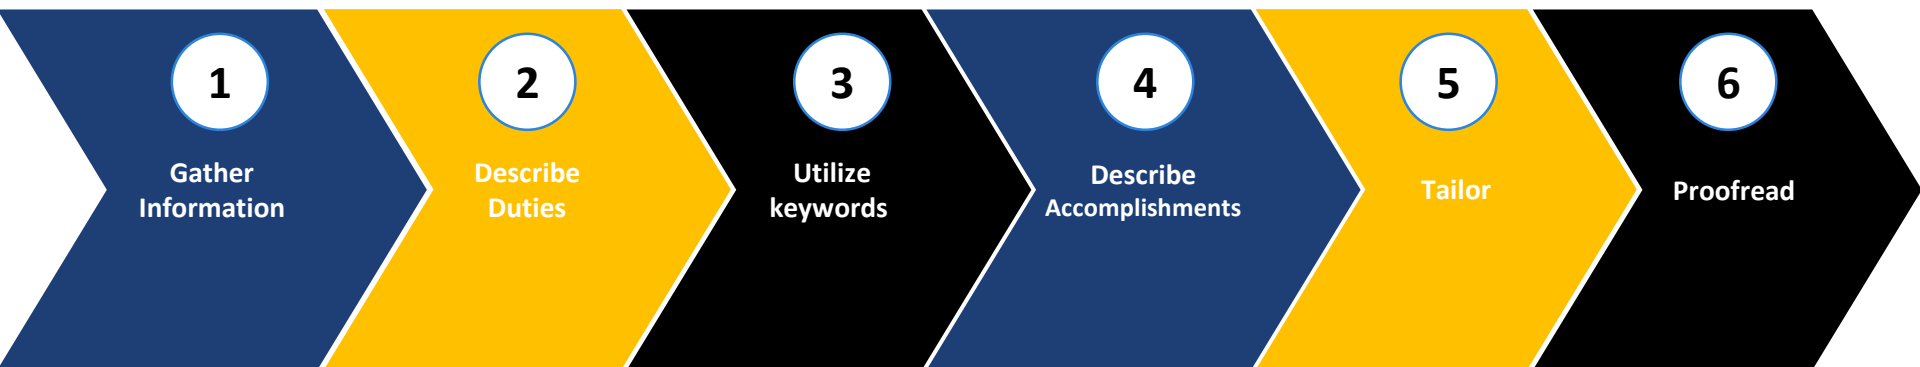 1
Gather
Information
2
Describe
Duties
3
Utilize
keywords
4
Describe
Accomplishments
5
Tailor
6
Proofread